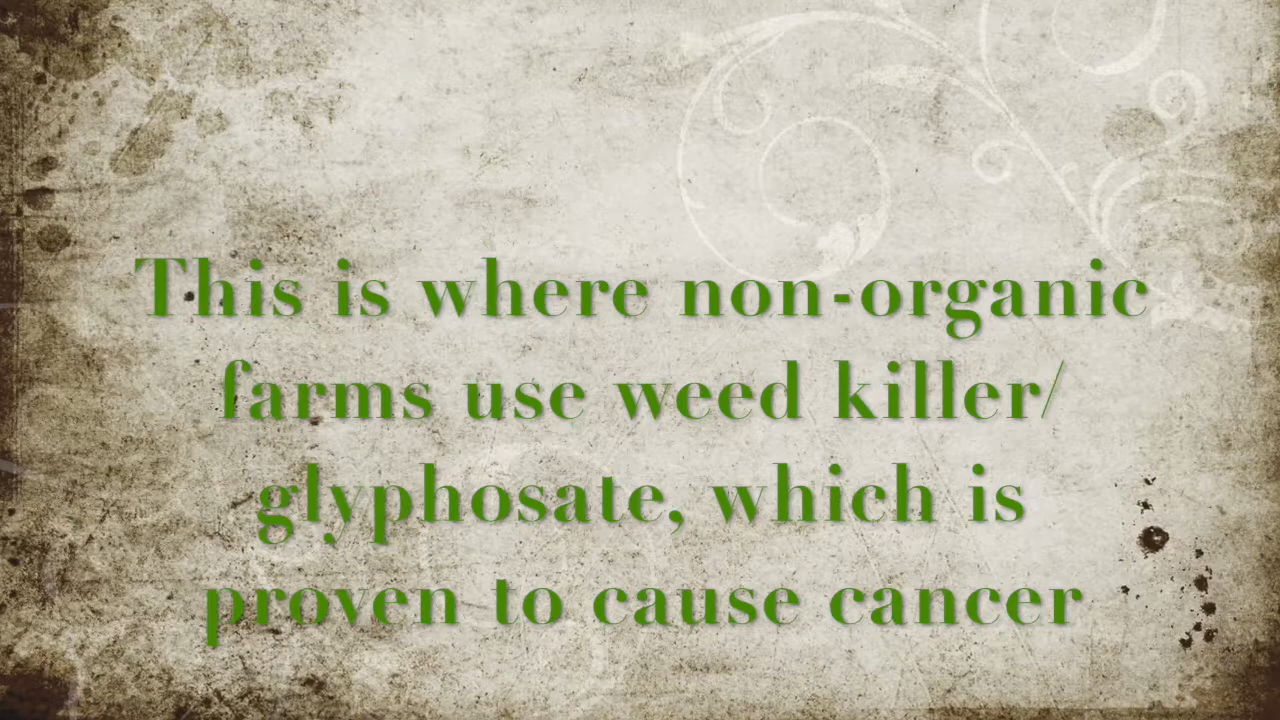 This is where non-organic
farms use weed killer/
glyphosate, which is
proven to cause cancer